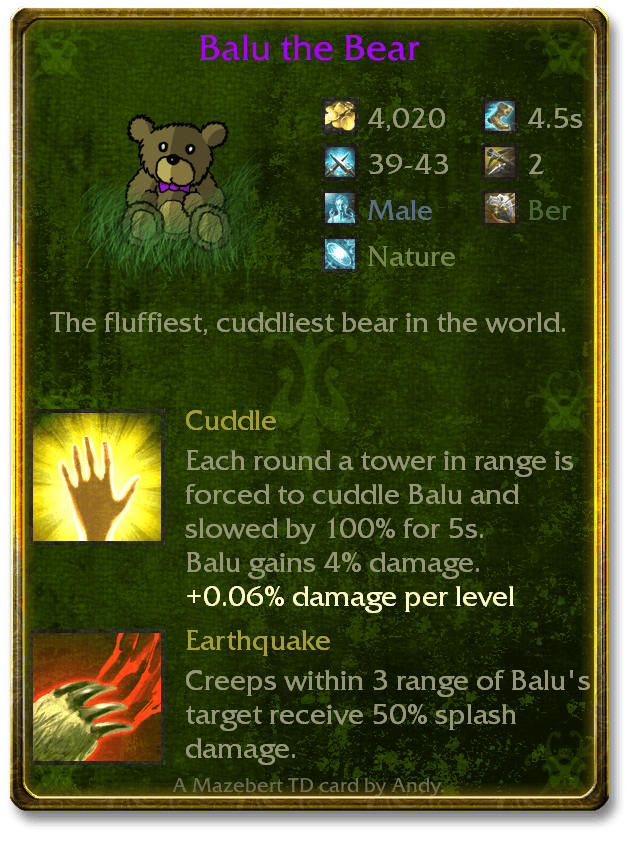 Balu the Bear
4,020 4.5s
39-43 2
Male Ber
Nature
The fluffiest, cuddliest bear in the world.
Cuddle
Each round a tower in range is
forced to cuddle Balu and
slowed by 100% for 5s.
Balu gains 4% damage.
+0.06% damage per level
Earthquake
Creeps within 3 range of Balu's
target receive 50% splash
damage.
A Mazebert TD card by Andy.